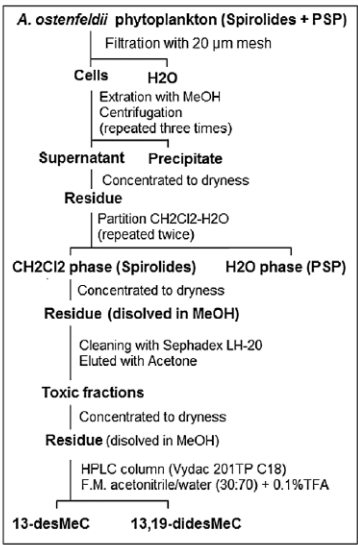 A. ostenfeldii phytoplankton (Spirolides + PSP)
Filtration with 20 µm mesh
Cells H2O
Extration with MeOH
Centrifugation
(repeated three times)
Supernatant Precipitate
Concentrated to dryness
Residue
Partition CH2Cl2-H2O
(repeated twice)
CH2Cl2 phase (Spirolides) H2O phase (PSP)
Concentrated to dryness
Residue (disolved in MeOH)
Cleaning with Sephadex LH-20
Eluted with Acetone
Toxic fractions
Concentrated to dryness
Residue (disolved in MeOH)
HPLC column (Vydac 201TP C18)
F.M. acetonitrile/water (30:70) + 0.1%TFA
13-desMeC 13,19-didesMeC